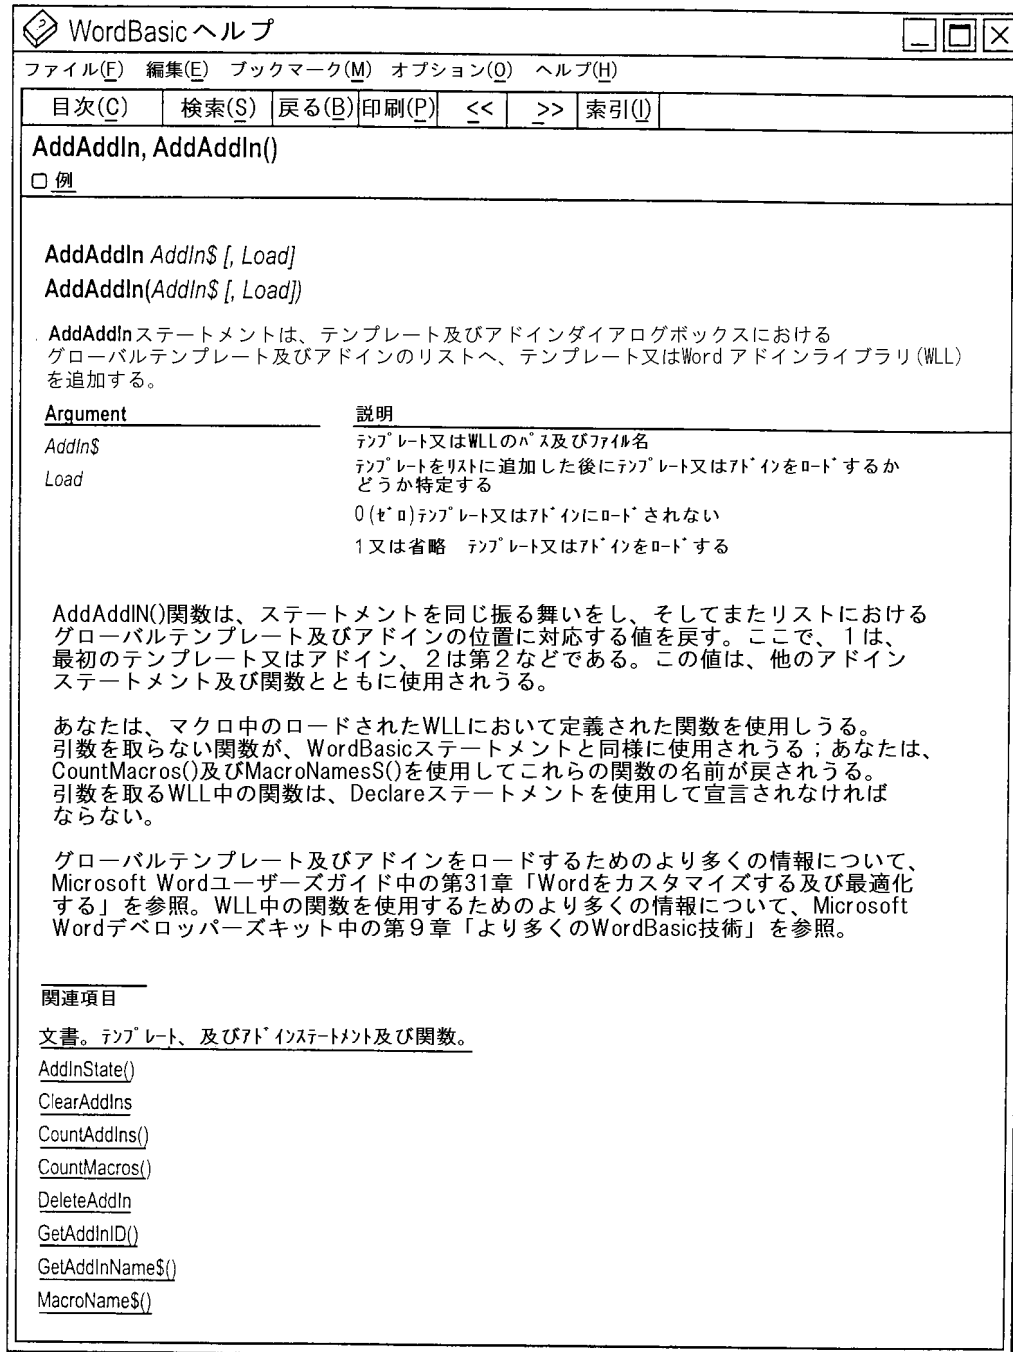 WordBasicヘルプ
ファイル(F) 編集(E) ブックマーク(M) オプション(O) ヘルプ(H)
目次(C) 検索(S) 戻る(B) 印刷(P) << >> 索引(I)
AddAddIn, AddAddIn()
例
AddAddIn AddIn$ [, Load]
AddAddIn(AddIn$ [, Load])
AddAddInステートメントは、テンプレート及びアドインダイアログボックスにおける
グローバルテンプレート及びアドインのリストへ、テンプレート又はWord アドインライブラリ(WLL)
を追加する。
Argument 説明
AddIn$ ﾃﾝﾌﾟﾚｰﾄ又はWLLのﾊﾟｽ及びﾌｧｲﾙ名
Load ﾃﾝﾌﾟﾚｰﾄをﾘｽﾄに追加した後にﾃﾝﾌﾟﾚｰﾄ又はｱﾄﾞｲﾝをﾛｰﾄﾞするか
どうか特定する
0(ｾﾞﾛ)ﾃﾝﾌﾟﾚｰﾄ又はｱﾄﾞｲﾝにﾛｰﾄﾞされない
1又は省略 ﾃﾝﾌﾟﾚｰﾄ又はｱﾄﾞｲﾝをﾛｰﾄﾞする
AddAddIN()関数は、ステートメントを同じ振る舞いをし、そしてまたリストにおける
グローバルテンプレート及びアドインの位置に対応する値を戻す。ここで、1は、
最初のテンプレート又はアドイン、2は第2などである。この値は、他のアドイン
ステートメント及び関数とともに使用されうる。
あなたは、マクロ中のロードされたWLLにおいて定義された関数を使用しうる。
引数を取らない関数が、WordBasicステートメントと同様に使用されうる；あなたは、
CountMacros()及びMacroNamesS()を使用してこれらの関数の名前が戻されうる。
引数を取るWLL中の関数は、Declareステートメントを使用して宣言されなければ
ならない。
グローバルテンプレート及びアドインをロードするためのより多くの情報について、
Microsoft Wordユーザーズガイド中の第31章「Wordをカスタマイズする及び最適化
する」を参照。WLL中の関数を使用するためのより多くの情報について、Microsoft
Wordデベロッパーズキット中の第9章「より多くのWordBasic技術」を参照。
関連項目
文書。ﾃﾝﾌﾟﾚｰﾄ、及びｱﾄﾞｲﾝｽﾃｰﾄﾒﾝﾄ及び関数。
AddInState()
ClearAddIns
CountAddIns()
CountMacros()
DeleteAddIn
GetAddInID()
GetAddInName$()
MacroName$()